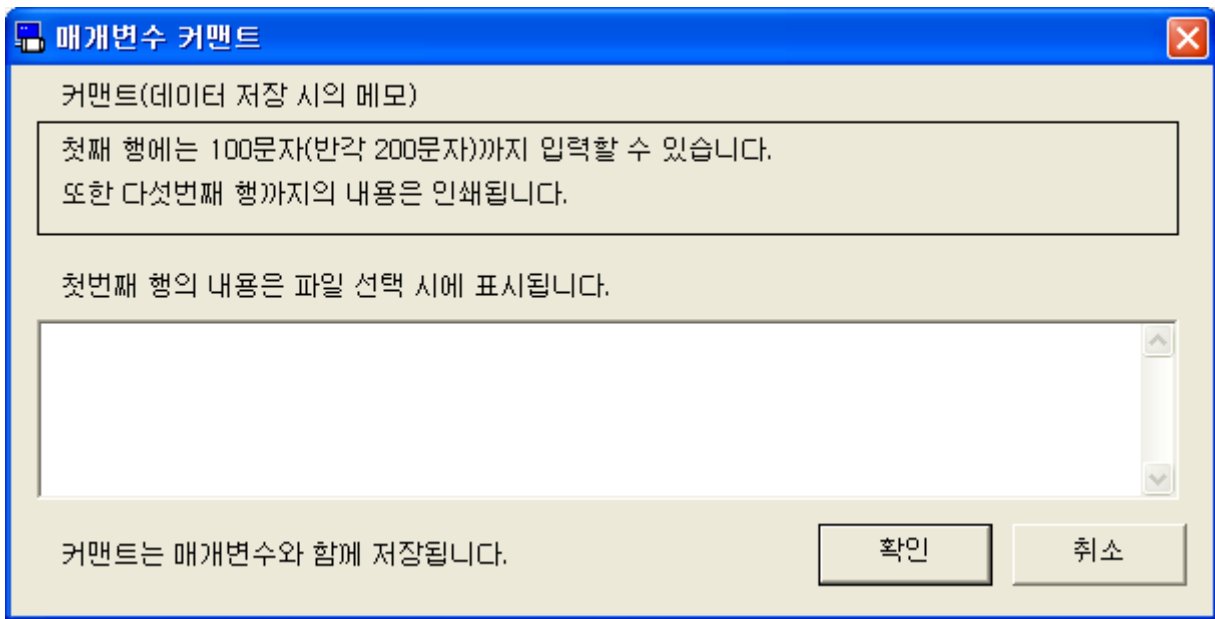 매개변수 커맨트
커맨트(데이터 저장 시의 메모)
첫째 행에는 100문자(반각 200문자)까지 입력할 수 있습니다.
또한 다섯번째 행까지의 내용은 인쇄됩니다.
첫번째 행의 내용은 파일 선택 시에 표시됩니다.
커맨트는 매개변수와 함께 저장됩니다.
확인
취소